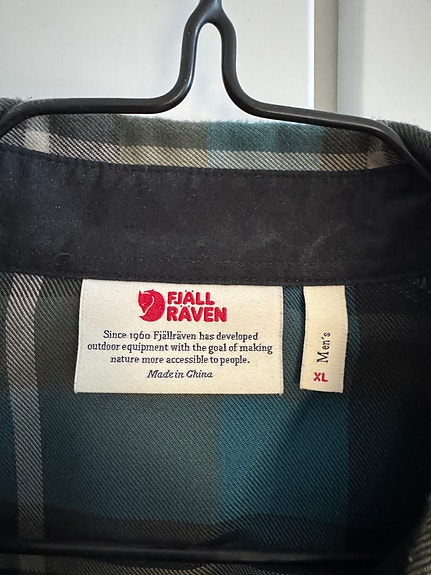 FJÄLL
RÄVEN
Since 1960 Fjällräven has developed
outdoor equipment with the goal of making
nature more accessible to people.
Made in China
Men's
XL